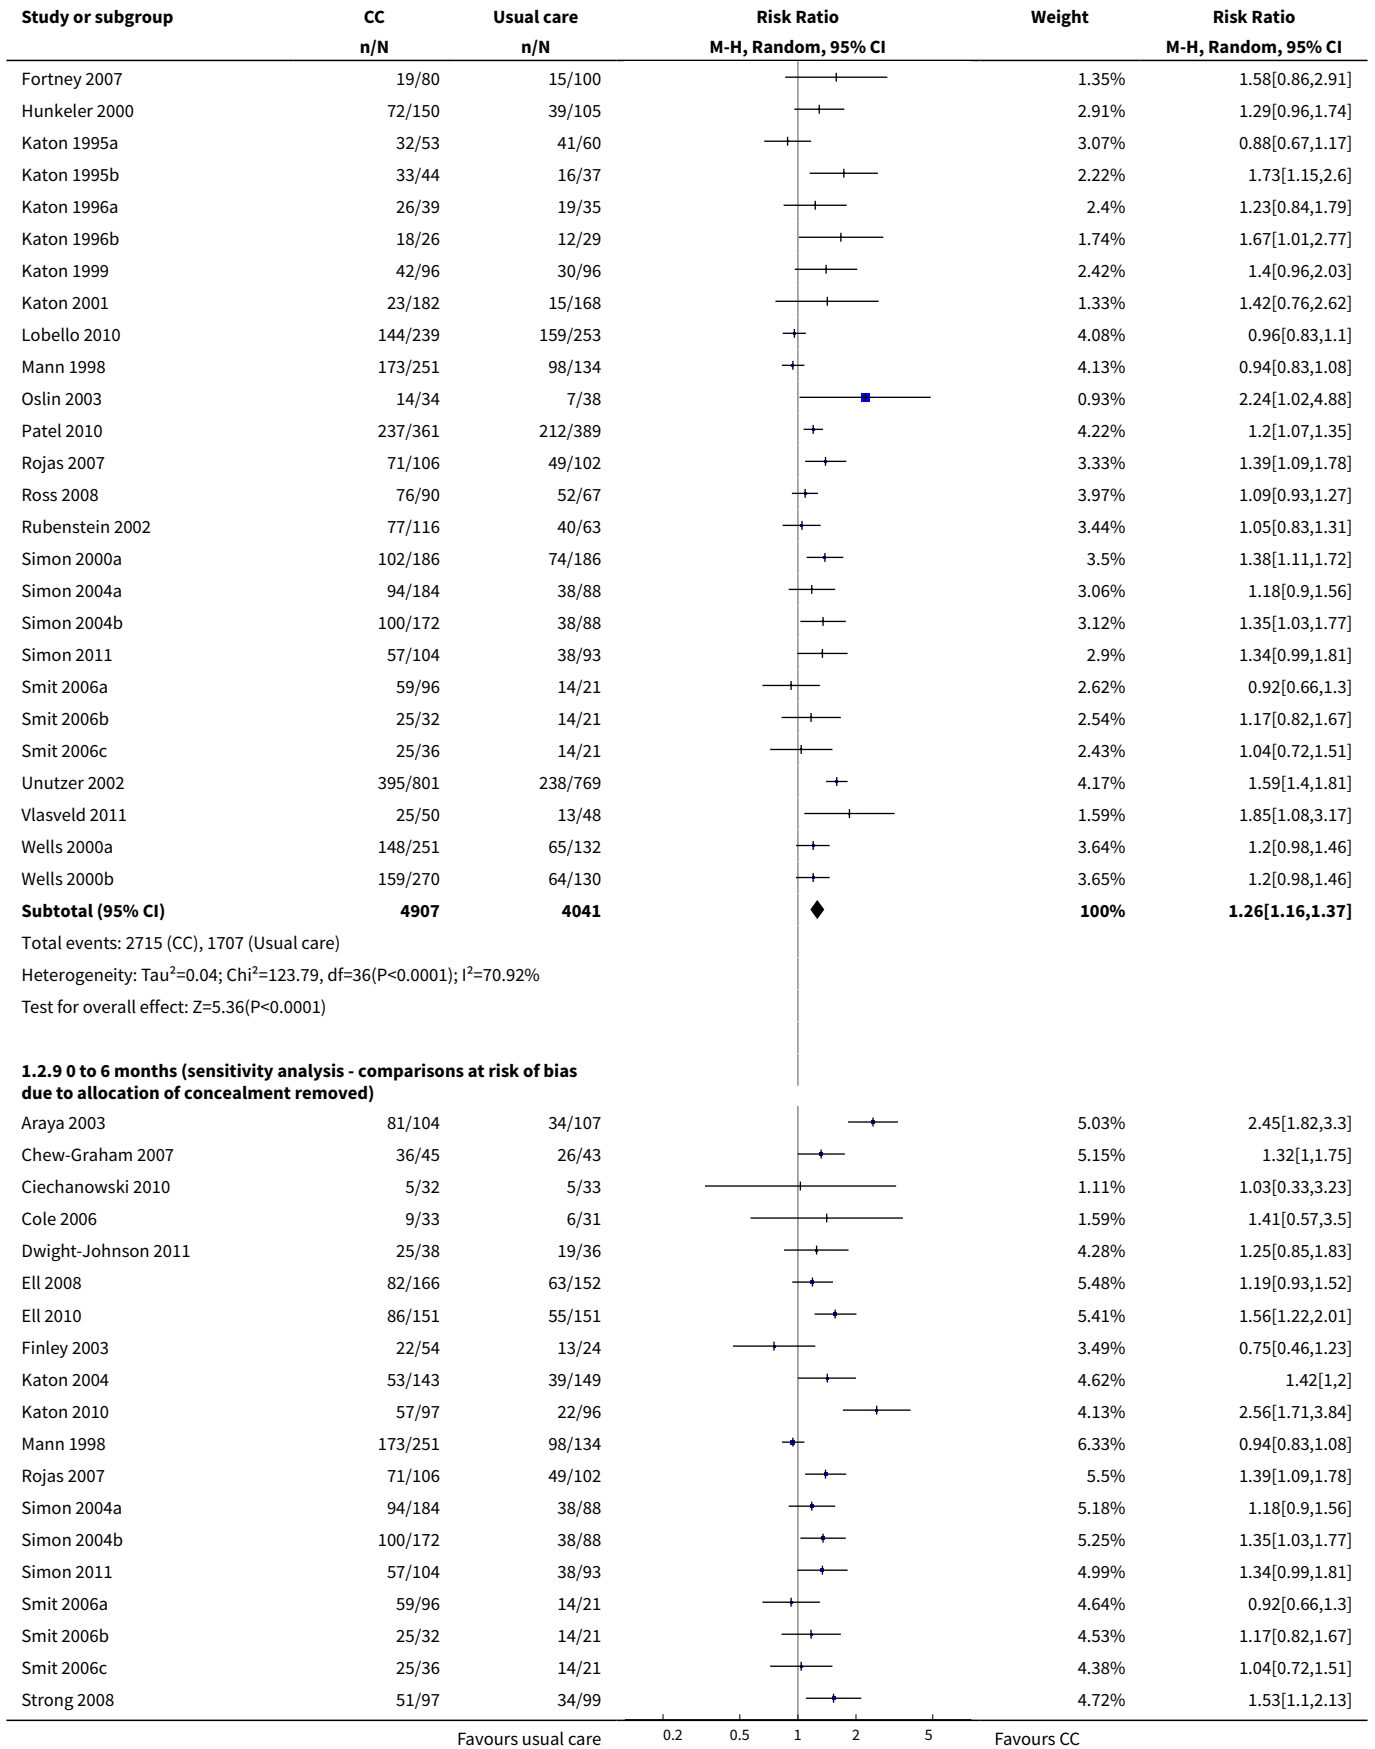 Study or subgroup CC Usual care Risk Ratio Weight Risk Ratio
n/N n/N M-H, Random, 95% CI M-H, Random, 95% CI
Fortney 2007 19/80 15/100 1.35% 1.58[0.86,2.91]
Hunkeler 2000 72/150 39/105 2.91% 1.29[0.96,1.74]
Katon 1995a 32/53 41/60 3.07% 0.88[0.67,1.17]
Katon 1995b 33/44 16/37 2.22% 1.73[1.15,2.6]
Katon 1996a 26/39 19/35 2.4% 1.23[0.84,1.79]
Katon 1996b 18/26 12/29 1.74% 1.67[1.01,2.77]
Katon 1999 42/96 30/96 2.42% 1.4[0.96,2.03]
Katon 2001 23/182 15/168 1.33% 1.42[0.76,2.62]
Lobello 2010 144/239 159/253 4.08% 0.96[0.83,1.1]
Mann 1998 173/251 98/134 4.13% 0.94[0.83,1.08]
Oslin 2003 14/34 7/38 0.93% 2.24[1.02,4.88]
Patel 2010 237/361 212/389 4.22% 1.2[1.07,1.35]
Rojas 2007 71/106 49/102 3.33% 1.39[1.09,1.78]
Ross 2008 76/90 52/67 3.97% 1.09[0.93,1.27]
Rubenstein 2002 77/116 40/63 3.44% 1.05[0.83,1.31]
Simon 2000a 102/186 74/186 3.5% 1.38[1.11,1.72]
Simon 2004a 94/184 38/88 3.06% 1.18[0.9,1.56]
Simon 2004b 100/172 38/88 3.12% 1.35[1.03,1.77]
Simon 2011 57/104 38/93 2.9% 1.34[0.99,1.81]
Smit 2006a 59/96 14/21 2.62% 0.92[0.66,1.3]
Smit 2006b 25/32 14/21 2.54% 1.17[0.82,1.67]
Smit 2006c 25/36 14/21 2.43% 1.04[0.72,1.51]
Unutzer 2002 395/801 238/769 4.17% 1.59[1.4,1.81]
Vlasveld 2011 25/50 13/48 1.59% 1.85[1.08,3.17]
Wells 2000a 148/251 65/132 3.64% 1.2[0.98,1.46]
Wells 2000b 159/270 64/130 3.65% 1.2[0.98,1.46]
Subtotal (95% CI) 4907 4041 100% 1.26[1.16,1.37]
Total events: 2715 (CC), 1707 (Usual care)
Heterogeneity: Tau²=0.04; Chi²=123.79, df=36(P<0.0001); I²=70.92%
Test for overall effect: Z=5.36(P<0.0001)
1.2.9 0 to 6 months (sensitivity analysis - comparisons at risk of bias
due to allocation of concealment removed)
Araya 2003 81/104 34/107 5.03% 2.45[1.82,3.3]
Chew-Graham 2007 36/45 26/43 5.15% 1.32[1,1.75]
Ciechanowski 2010 5/32 5/33 1.11% 1.03[0.33,3.23]
Cole 2006 9/33 6/31 1.59% 1.41[0.57,3.5]
Dwight-Johnson 2011 25/38 19/36 4.28% 1.25[0.85,1.83]
Ell 2008 82/166 63/152 5.48% 1.19[0.93,1.52]
Ell 2010 86/151 55/151 5.41% 1.56[1.22,2.01]
Finley 2003 22/54 13/24 3.49% 0.75[0.46,1.23]
Katon 2004 53/143 39/149 4.62% 1.42[1,2]
Katon 2010 57/97 22/96 4.13% 2.56[1.71,3.84]
Mann 1998 173/251 98/134 6.33% 0.94[0.83,1.08]
Rojas 2007 71/106 49/102 5.5% 1.39[1.09,1.78]
Simon 2004a 94/184 38/88 5.18% 1.18[0.9,1.56]
Simon 2004b 100/172 38/88 5.25% 1.35[1.03,1.77]
Simon 2011 57/104 38/93 4.99% 1.34[0.99,1.81]
Smit 2006a 59/96 14/21 4.64% 0.92[0.66,1.3]
Smit 2006b 25/32 14/21 4.53% 1.17[0.82,1.67]
Smit 2006c 25/36 14/21 4.38% 1.04[0.72,1.51]
Strong 2008 51/97 34/99 4.72% 1.53[1.1,2.13]
Favours usual care 0.2 0.5 1 2 5 Favours CC